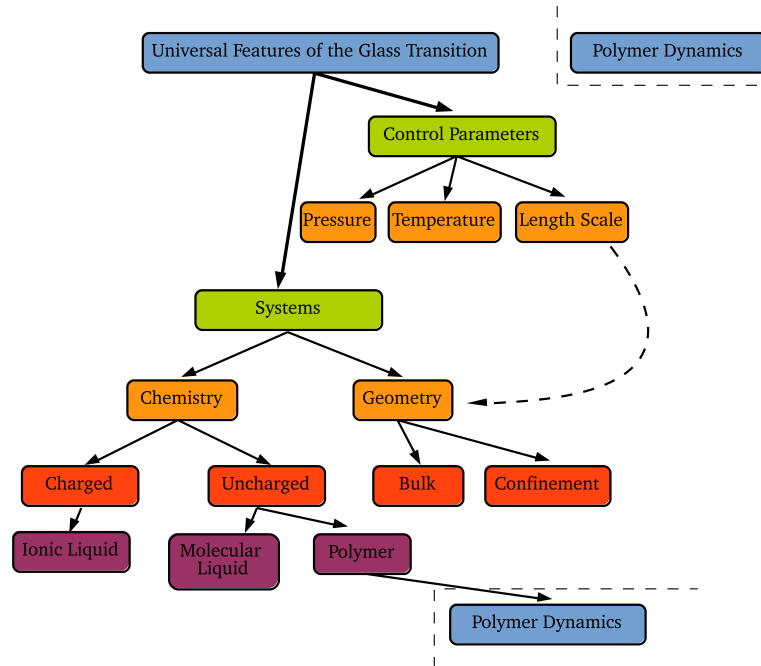 Universal Features of the Glass Transition
Polymer Dynamics
Control Parameters
Pressure
Temperature
Length Scale
Systems
Chemistry
Geometry
Charged
Uncharged
Bulk
Confinement
Ionic Liquid
Molecular
Liquid
Polymer
Polymer Dynamics